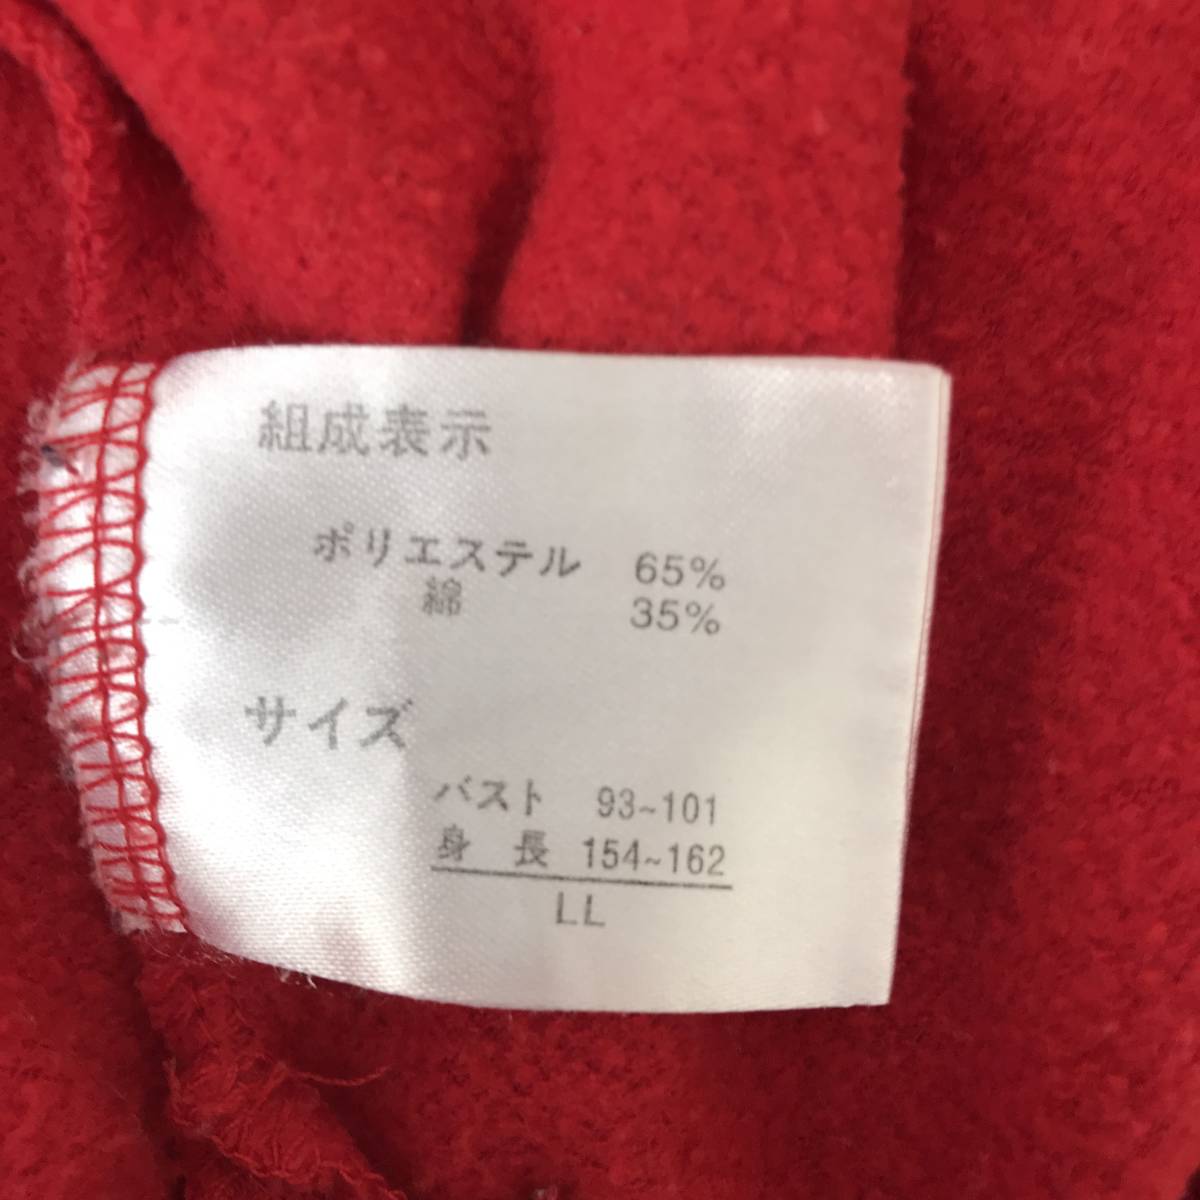 組成表示
ポリエステル 65%
綿 35%
サイズ
バスト 93~101
身 長 154~162
LL